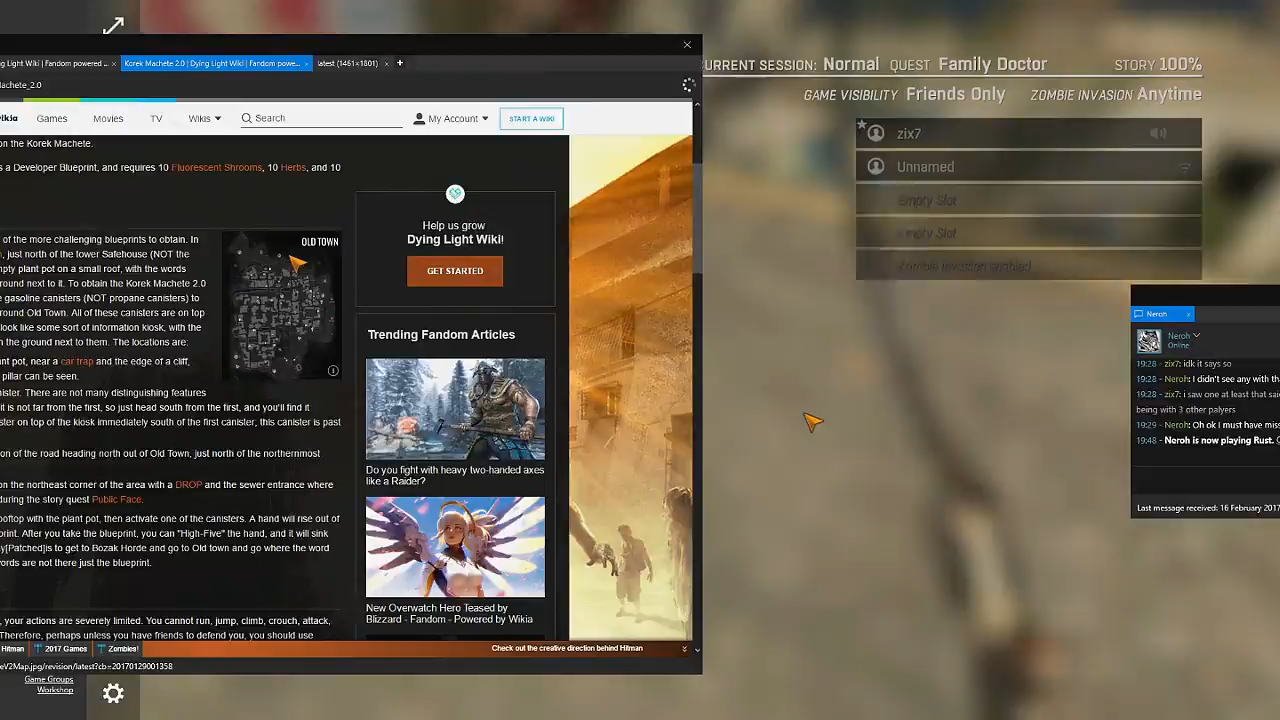 ng Light Wiki | Fandom powered ... × Korek Machete 2.0 | Dying Light Wiki | Fandom powe... × latest (1461×1801) × +
achete_2.0
wikia Games Movies TV Wikis Search My Account START A WIKI
on the Korek Machete.
s a Developer Blueprint, and requires 10 Fluorescent Shrooms, 10 Herbs, and 10
of the more challenging blueprints to obtain. In
, just north of the lower Safehouse (NOT the
mpty plant pot on a small roof, with the words
round next to it. To obtain the Korek Machete 2.0
e gasoline canisters (NOT propane canisters) to
round Old Town. All of these canisters are on top
look like some sort of information kiosk, with the
n the ground next to them. The locations are:
nt pot, near a car trap and the edge of a cliff,
pillar can be seen.
nister. There are not many distinguishing features
it is not far from the first, so just head south from the first, and you'll find it
ster on top of the kiosk immediately south of the first canister, this canister is past
on of the road heading north out of Old Town, just north of the northernmost
on the northeast corner of the area with a DROP and the sewer entrance where
during the story quest Public Face.
ooftop with the plant pot, then activate one of the canisters. A hand will rise out of
print. After you take the blueprint, you can "High-Five" the hand, and it will sink
y[Patched]is to get to Bozak Horde and go to Old town and go where the word
words are not there just the blueprint.
, your actions are severely limited. You cannot run, jump, climb, crouch, attack,
Therefore, perhaps unless you have friends to defend you, you should use
OLD TOWN
Help us grow
Dying Light Wiki!
GET STARTED
Trending Fandom Articles
Do you fight with heavy two-handed axes
like a Raider?
New Overwatch Hero Teased by
Blizzard - Fandom - Powered by Wikia
Hitman 2017 Games Zombies! Check out the creative direction behind Hitman
eV2Map.jpg/revision/latest?cb=20170129001358
Game Groups
Workshop
URRENT SESSION: Normal QUEST Family Doctor STORY 100%
GAME VISIBILITY Friends Only ZOMBIE INVASION Anytime
zix7
Unnamed
Empty Slot
Empty Slot
Zombie Invasion enabled
Neroh ×
Neroh
Online
19:28 - zix7: idk it says so
19:28 - Neroh: I didn't see any with th
19:28 - zix7: i saw one at least that sai
being with 3 other palyers
19:29 - Neroh: Oh ok I must have miss
19:48 - Neroh is now playing Rust. C
Last message received: 16 February 2017